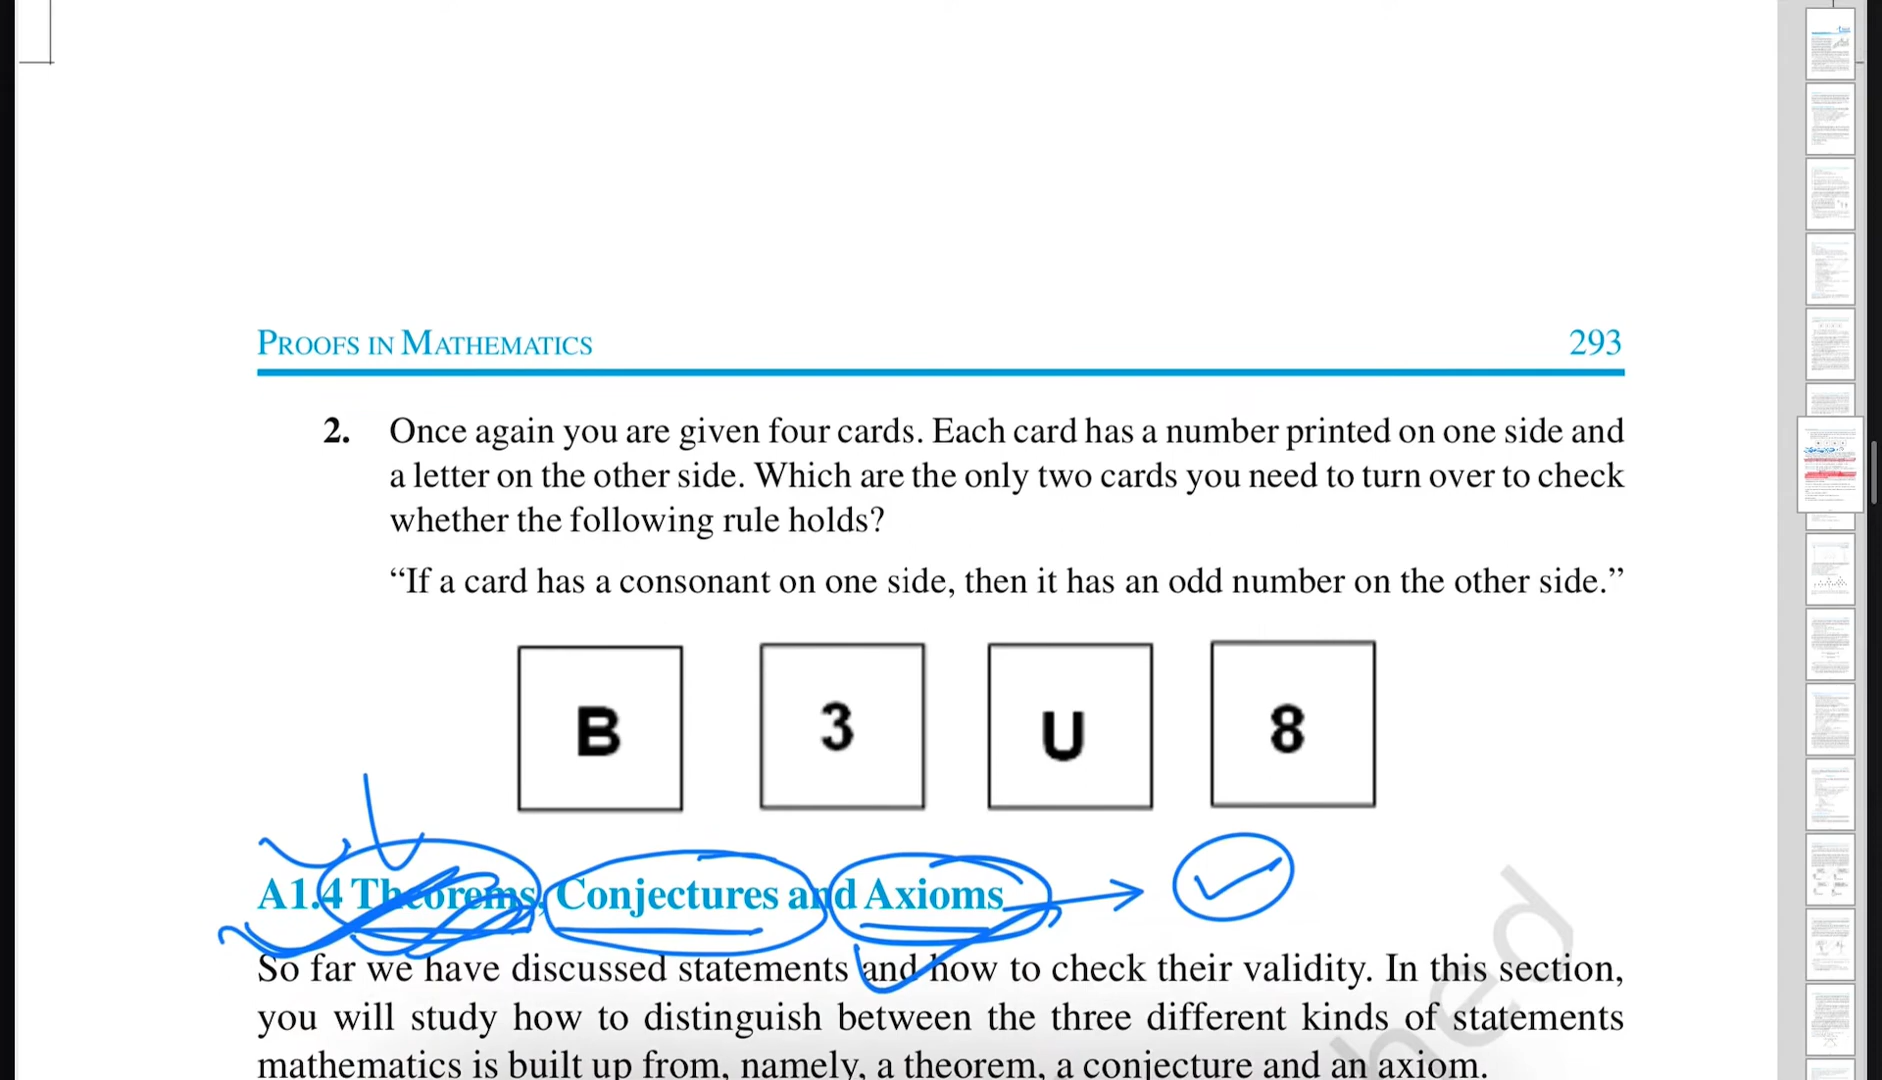 PROOFS IN MATHEMATICS 293
2. Once again you are given four cards. Each card has a number printed on one side and
a letter on the other side. Which are the only two cards you need to turn over to check
whether the following rule holds?
“If a card has a consonant on one side, then it has an odd number on the other side.”
B 3 U 8
A1.4 Theorems, Conjectures and Axioms
So far we have discussed statements and how to check their validity. In this section,
you will study how to distinguish between the three different kinds of statements
mathematics is built up from, namely, a theorem, a conjecture and an axiom.